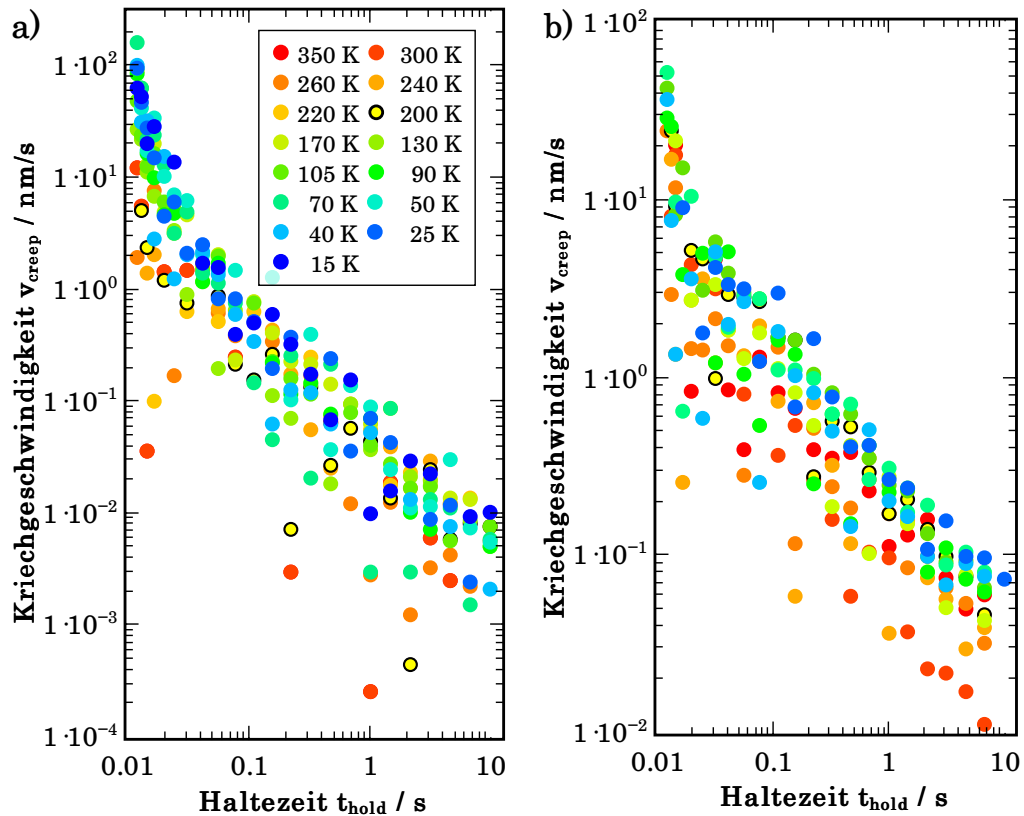 a)
Kriechgeschwindigkeit v_creep / nm/s
1·10²
1·10¹
1·10⁰
1·10⁻¹
1·10⁻²
1·10⁻³
1·10⁻⁴
350 K 300 K
260 K 240 K
220 K 200 K
170 K 130 K
105 K 90 K
70 K 50 K
40 K 25 K
15 K
0.01 0.1 1 10
Haltezeit t_hold / s
b)
Kriechgeschwindigkeit v_creep / nm/s
1·10²
1·10¹
1·10⁰
1·10⁻¹
1·10⁻²
0.01 0.1 1 10
Haltezeit t_hold / s